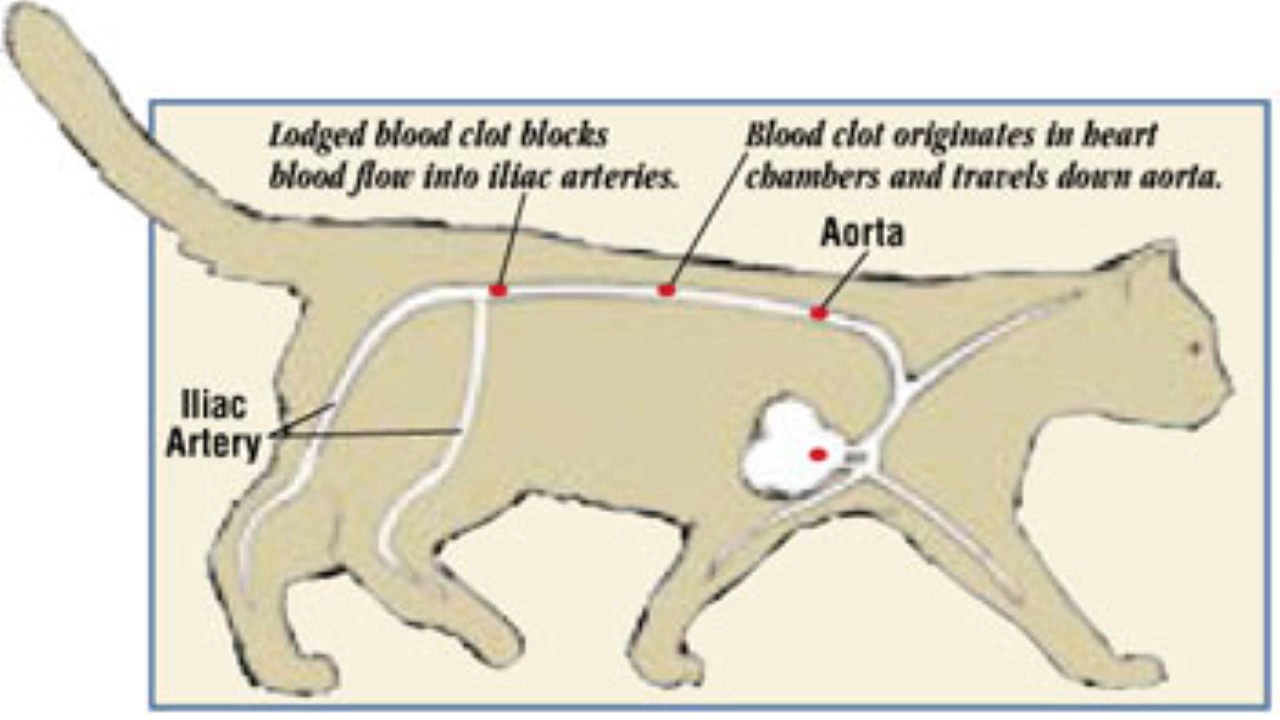 Lodged blood clot blocks
blood flow into iliac arteries.
Blood clot originates in heart
chambers and travels down aorta.
Aorta
Iliac
Artery